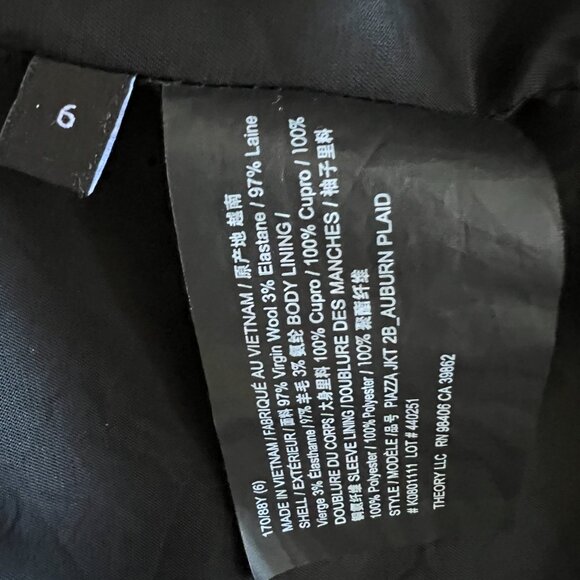 6
170/88Y (6)
MADE IN VIETNAM / FABRIQUÉ AU VIETNAM / 原产地 越南
SHELL / EXTÉRIEUR / 面料 97% Virgin Wool 3% Elastane / 97% Laine
Vierge 3% Élasthanne / 97% 羊毛 3% 氨纶 BODY LINING /
DOUBLURE DU CORPS / 大身里料 100% Cupro / 100% Cupro / 100%
铜氨纤维 SLEEVE LINING / DOUBLURE DES MANCHES / 袖子里料
100% Polyester / 100% Polyester / 100% 聚酯纤维
STYLE / MODÈLE / 品号 PIAZZA JKT 2B_AUBURN PLAID
# K0801111 LOT # 440251
THEORY LLC RN 98406 CA 39862